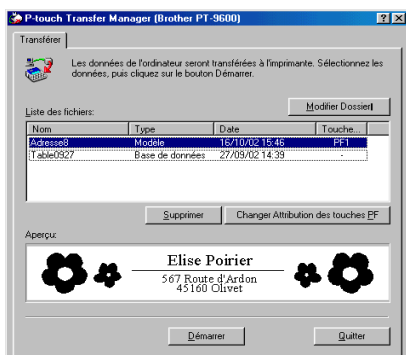 P-touch Transfer Manager (Brother PT-9600)
Transférer
Les données de l'ordinateur seront transférées à l'imprimante. Sélectionnez les
données, puis cliquez sur le bouton Démarrer.
Modifier Dossier
Liste des fichiers:
Nom Type Date Touche...
Adresse8 Modèle 16/10/02 15:46 PF1
Table0927 Base de données 27/09/02 14:39 -
Supprimer Changer Attribution des touches PF
Aperçu:
Elise Poirier
567 Route d'Ardon
45160 Olivet
Démarrer Quitter